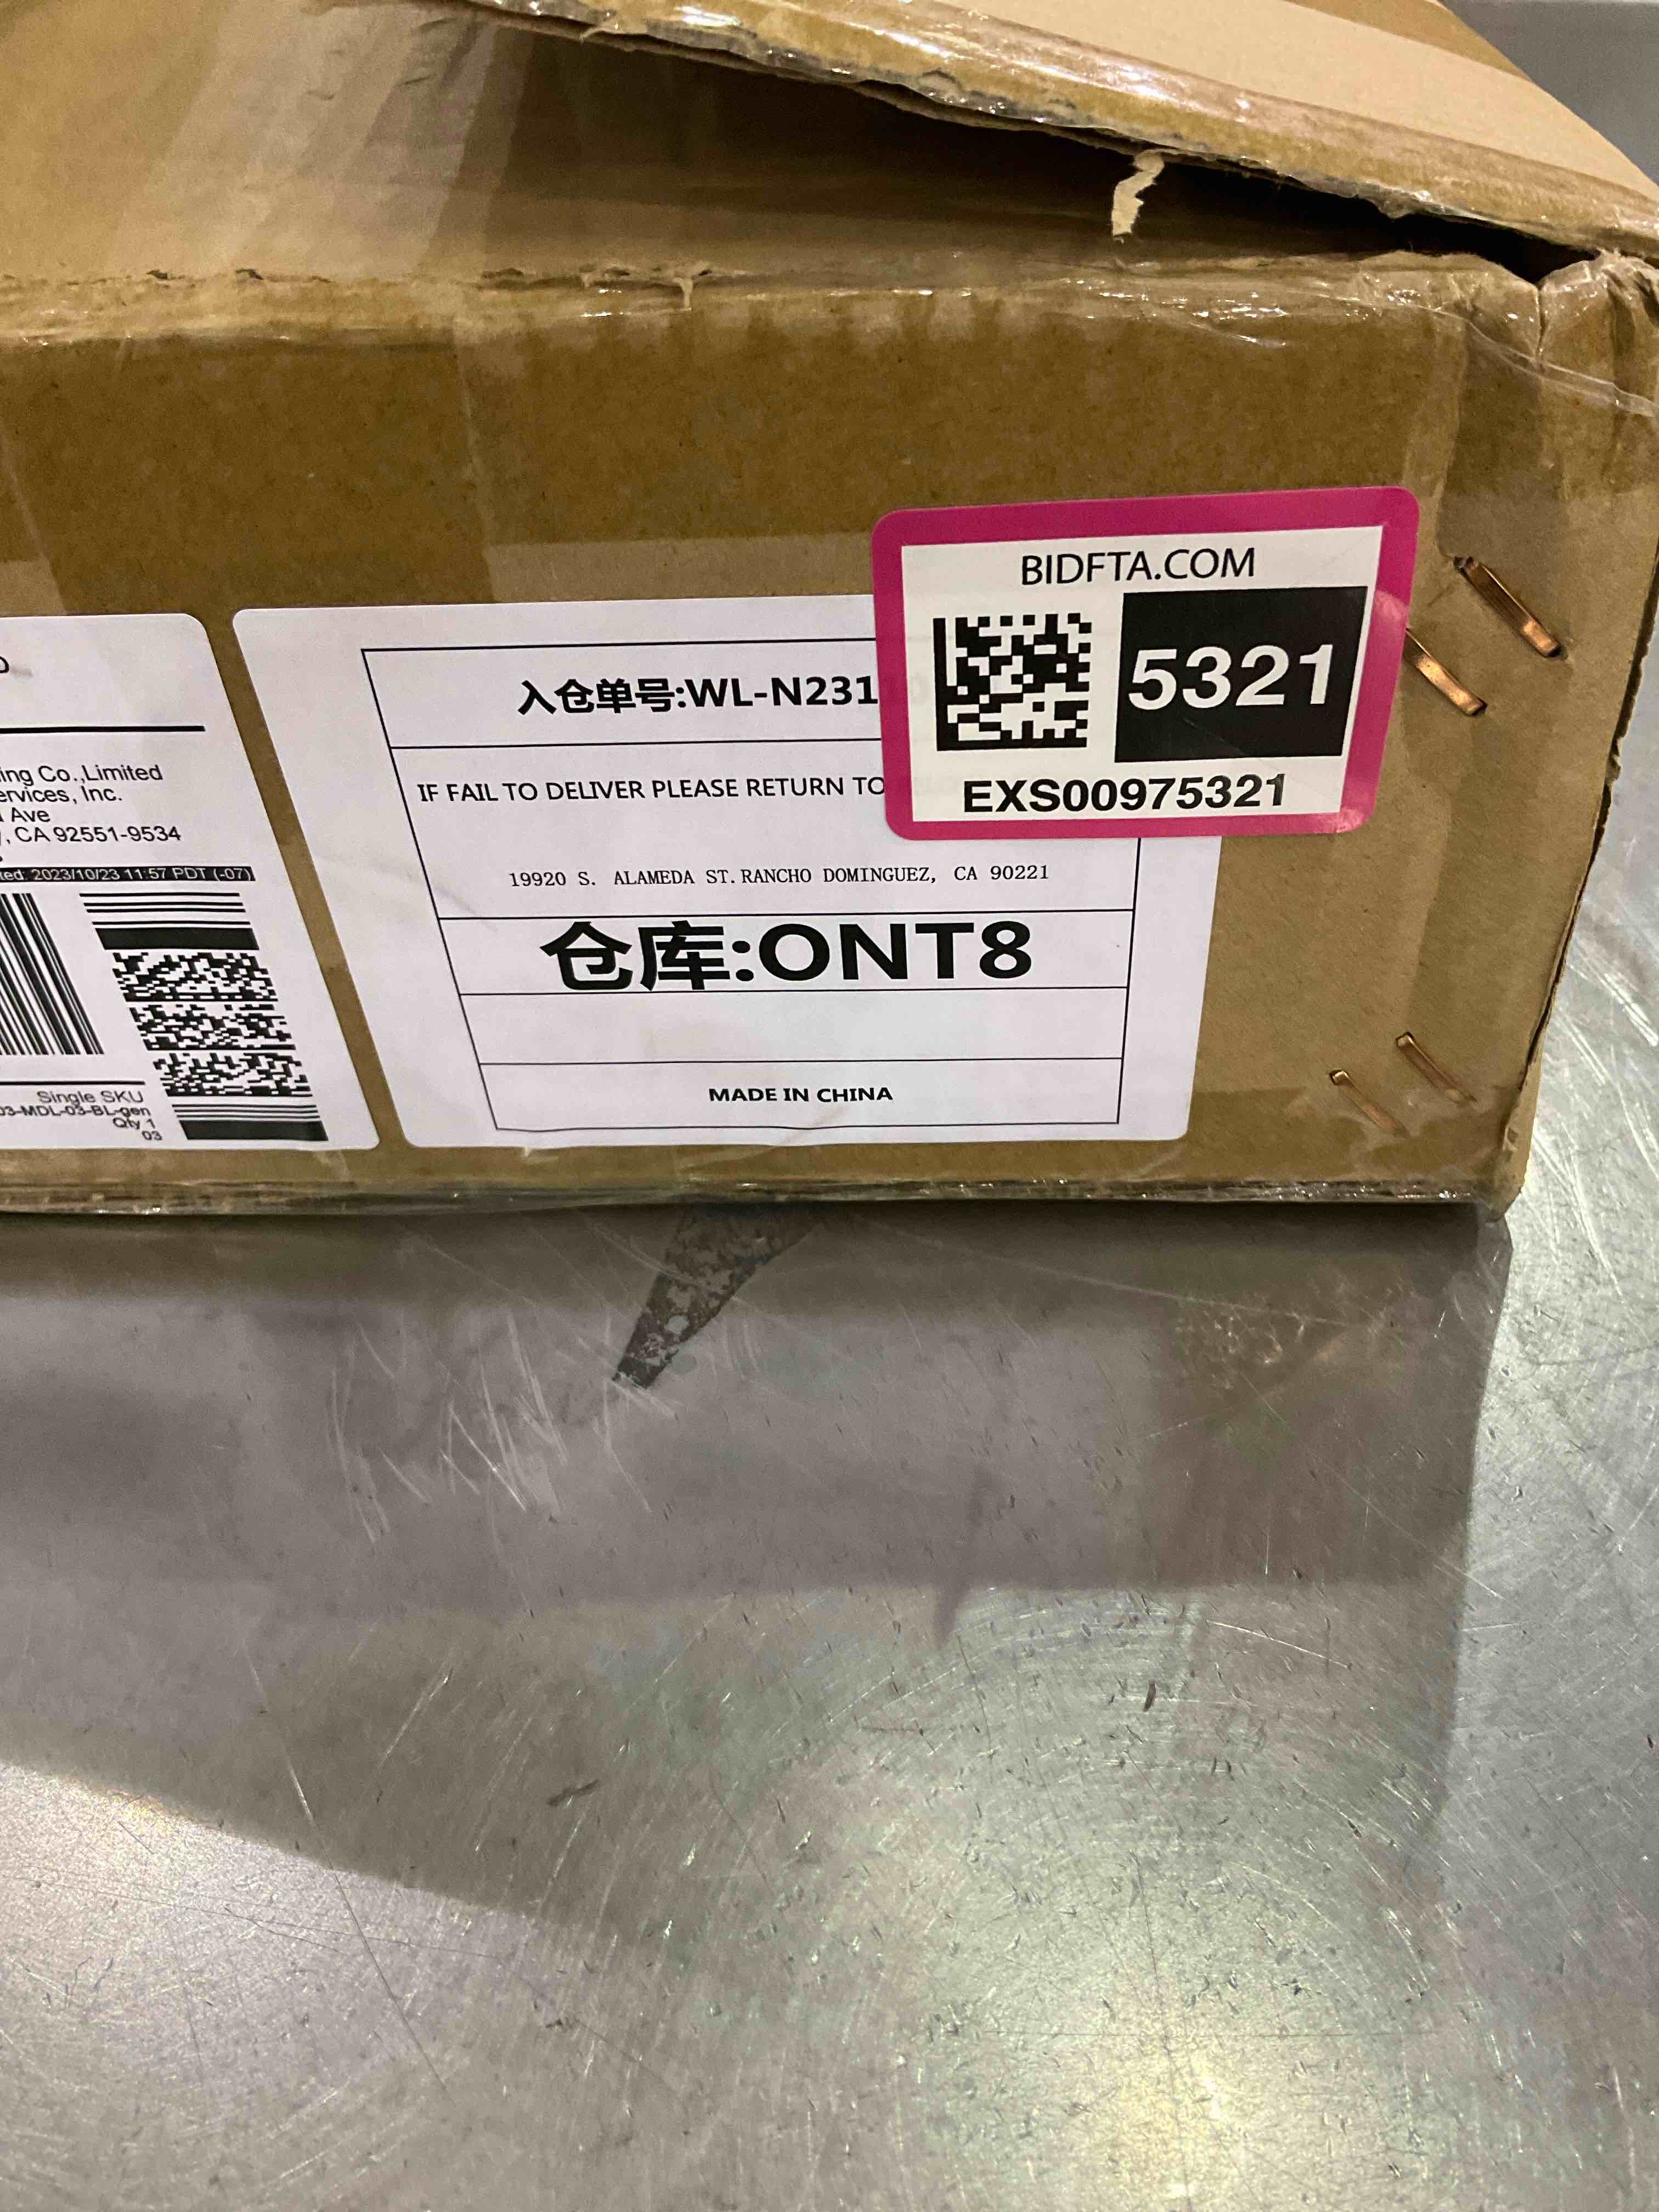 ing Co.,Limited
ervices, Inc.
Ave
, CA 92551-9534
ted: 2023/10/23 11:57 PDT (-07)
Single SKU
03-MDL-03-BL-gen
Qty 1
03
入仓单号:WL-N231
IF FAIL TO DELIVER PLEASE RETURN TO
19920 S. ALAMEDA ST. RANCHO DOMINGUEZ, CA 90221
仓库:ONT8
MADE IN CHINA
BIDFTA.COM
5321
EXS00975321